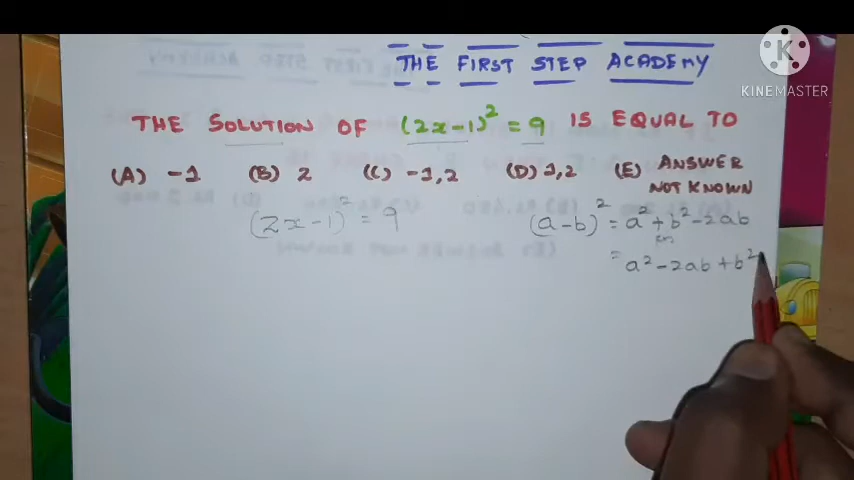 THE FIRST STEP ACADEMY
KINEMASTER
THE SOLUTION OF (2x-1)² = 9 IS EQUAL TO
(A) -1 (B) 2 (C) -1,2 (D) 1,2 (E) ANSWER NOT KNOWN
(2x-1)² = 9 (a-b)² = a²+b²-2ab
(or)
= a²-2ab+b²